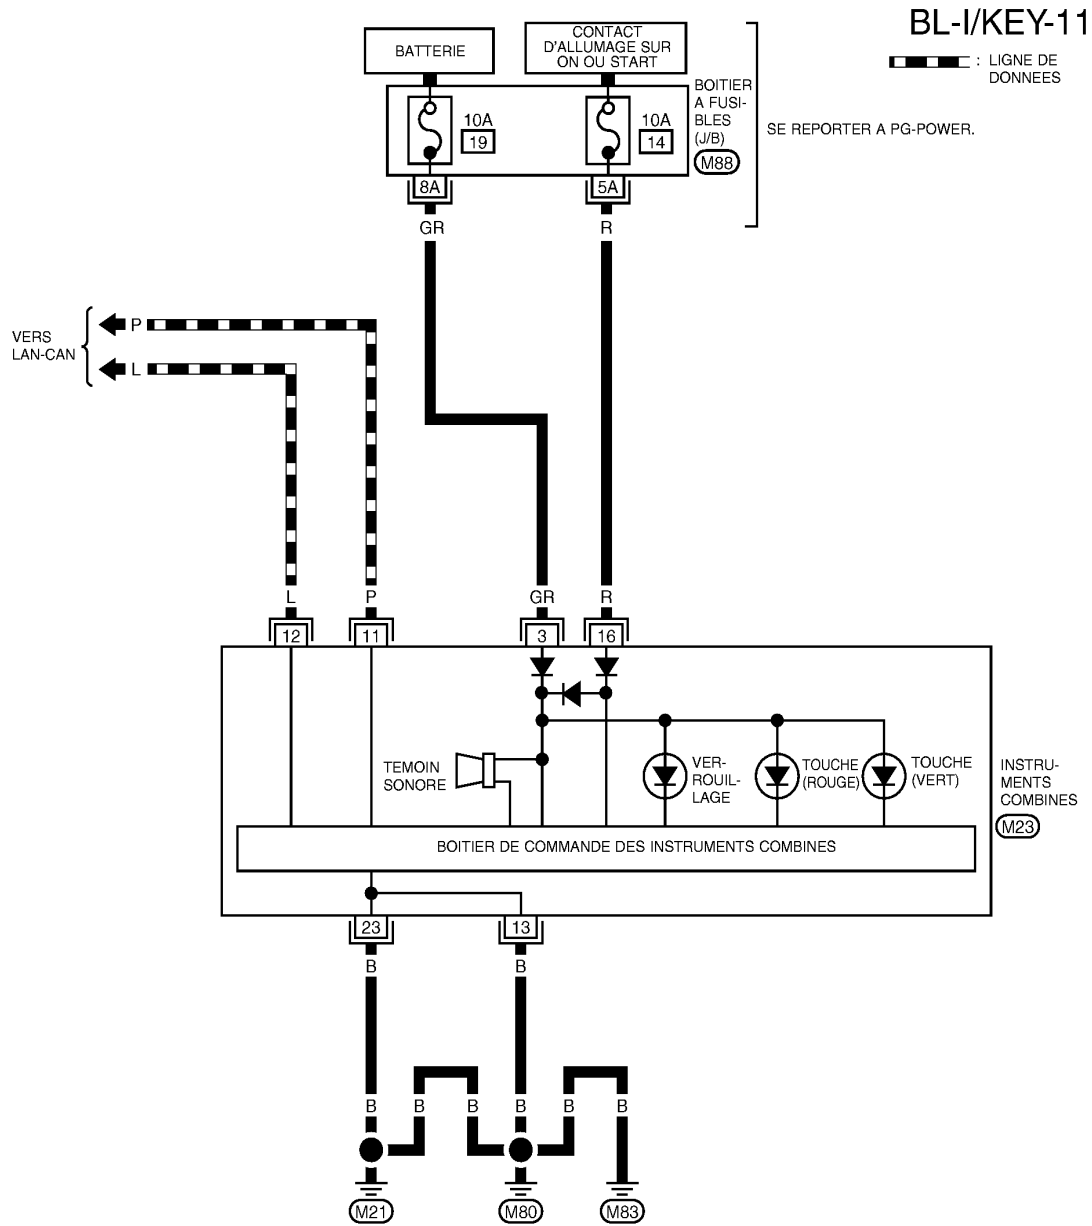 BL-I/KEY-11
: LIGNE DE
DONNEES
BATTERIE
CONTACT
D'ALLUMAGE SUR
ON OU START
BOITIER
A FUSI-
BLES
(J/B)
M88
10A
19
10A
14
SE REPORTER A PG-POWER.
8A
5A
GR
R
VERS
LAN-CAN
P
L
L
P
GR
R
12
11
3
16
TEMOIN
SONORE
VER-
ROUIL-
LAGE
TOUCHE
(ROUGE)
TOUCHE
(VERT)
INSTRU-
MENTS
COMBINES
M23
BOITIER DE COMMANDE DES INSTRUMENTS COMBINES
23
13
B
B
B
B
B
B
B
B
M21
M80
M83